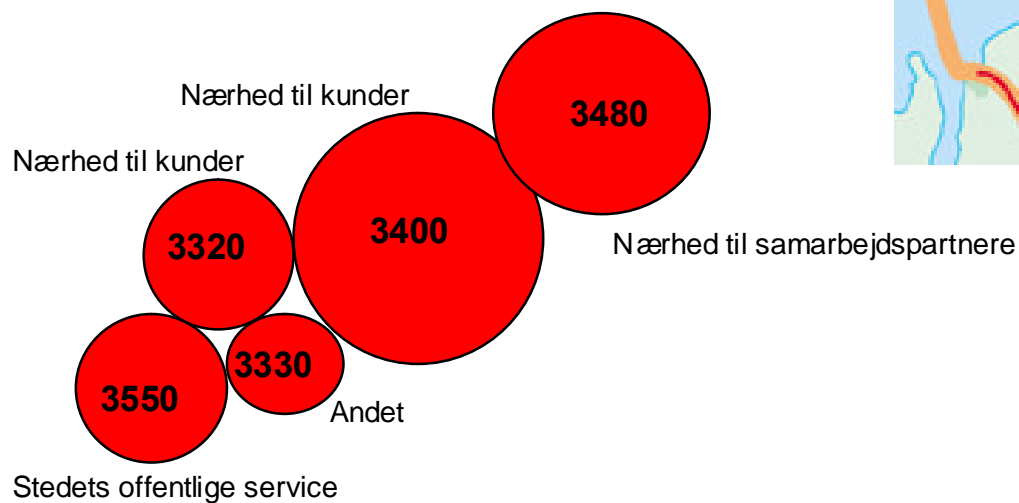 Nærhed til kunder
3480
Nærhed til kunder
3400
3320
Nærhed til samarbejdspartnere
3330
3550
Andet
Stedets offentlige service